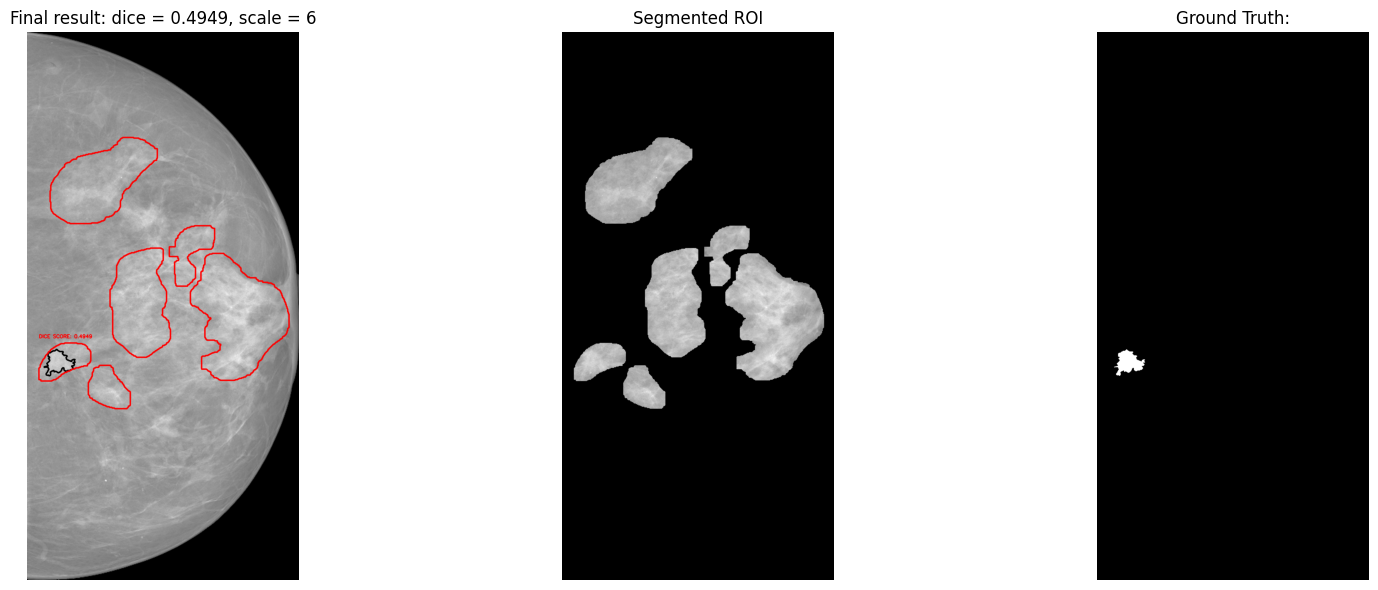 Final result: dice = 0.4949, scale = 6
Segmented ROI
Ground Truth:
DICE SCORE: 0.4949